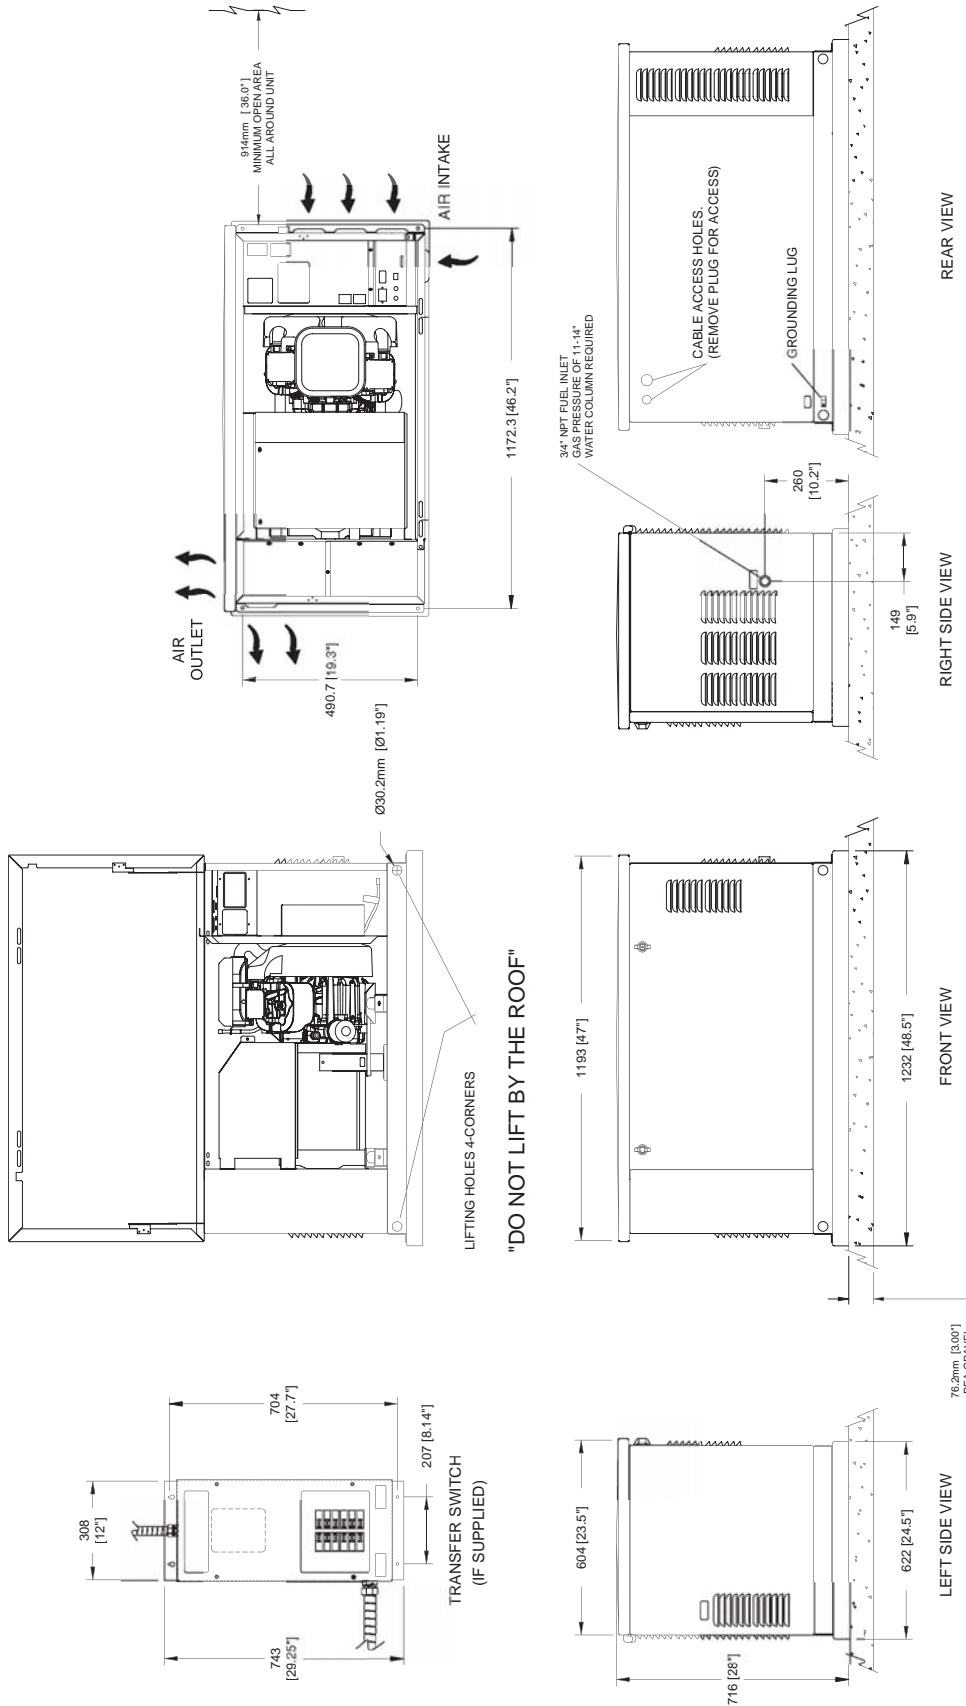 743
[29.25"]
308
[12"]
704
[27.7"]
207 [8.14"]
TRANSFER SWITCH
(IF SUPPLIED)
LIFTING HOLES 4-CORNERS
"DO NOT LIFT BY THE ROOF"
Ø30.2mm [Ø1.19"]
AIR
OUTLET
490.7 [19.3"]
1172.3 [46.2"]
AIR INTAKE
914mm [36.0"]
MINIMUM OPEN AREA
ALL AROUND UNIT
716 [28"]
604 [23.5"]
622 [24.5"]
LEFT SIDE VIEW
76.2mm [3.00"]
1193 [47"]
1232 [48.5"]
FRONT VIEW
3/4" NPT FUEL INLET
GAS PRESSURE OF 11-14"
WATER COLUMN REQUIRED
149
[5.9"]
260
[10.2"]
RIGHT SIDE VIEW
CABLE ACCESS HOLES.
(REMOVE PLUG FOR ACCESS)
GROUNDING LUG
REAR VIEW